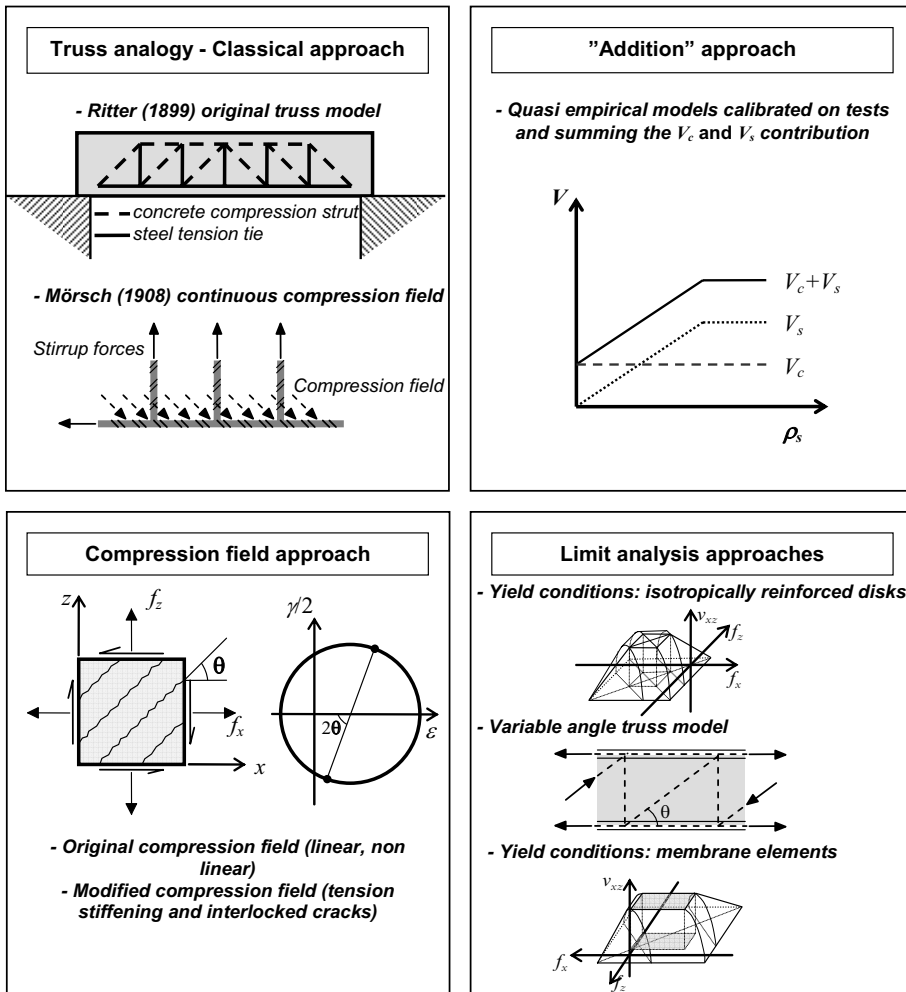 Truss analogy - Classical approach
- Ritter (1899) original truss model
concrete compression strut
steel tension tie
- Mörsch (1908) continuous compression field
Stirrup forces
Compression field
”Addition” approach
- Quasi empirical models calibrated on tests
and summing the Vc and Vs contribution
V
Vc+Vs
Vs
Vc
ρs
Compression field approach
z
fz
θ
fx
x
γ/2
2θ
ε
- Original compression field (linear, non
linear)
- Modified compression field (tension
stiffening and interlocked cracks)
Limit analysis approaches
- Yield conditions: isotropically reinforced disks
vxz
fz
fx
- Variable angle truss model
θ
- Yield conditions: membrane elements
vxz
fx
fz